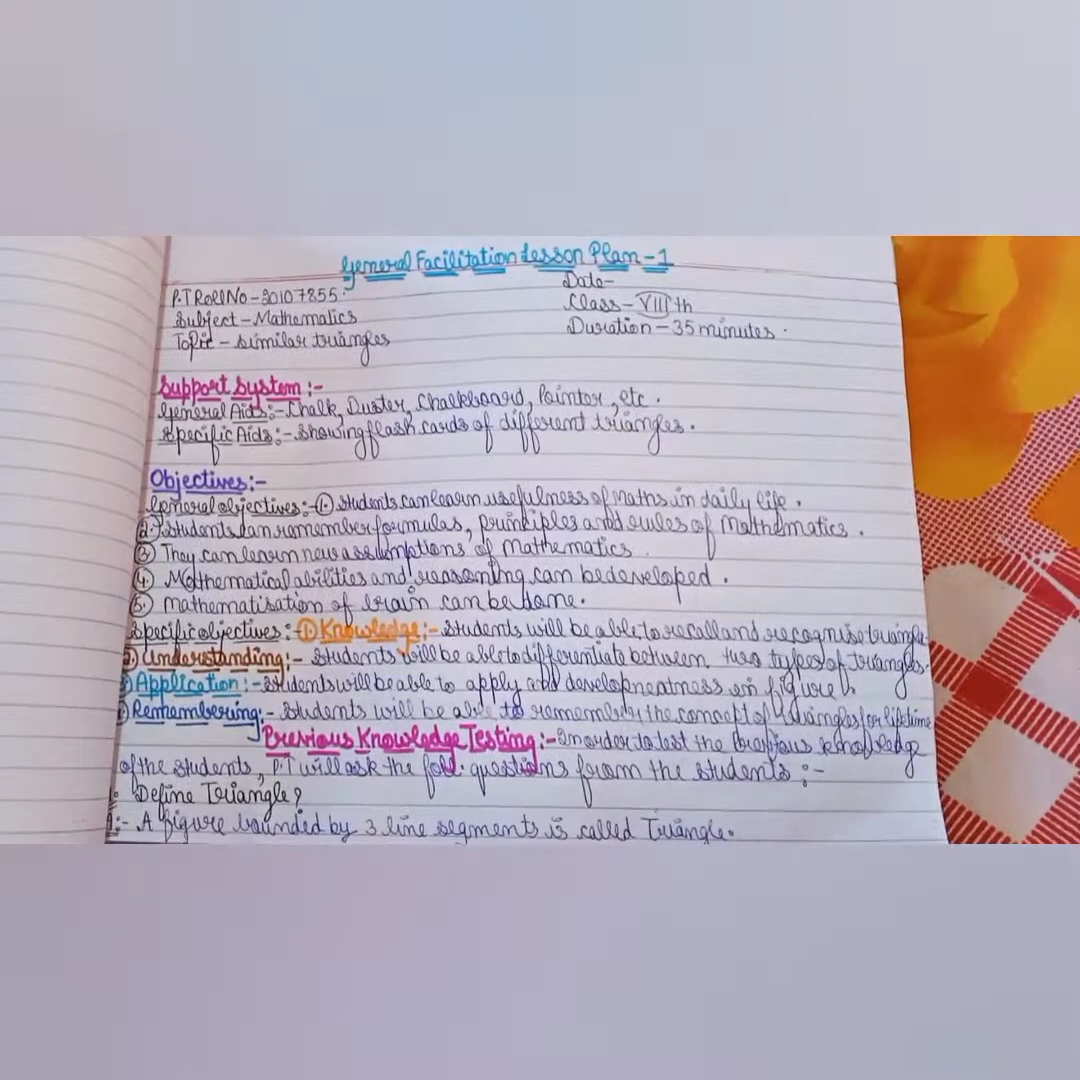 General Facilitation Lesson Plan - 1
P.T Roll No - 20107855.
Date -
Subject - Mathematics
Class - VIII th
Topic - similar triangles
Duration - 35 minutes.
Support System :-
General Aids :- Chalk, Duster, Chalkboard, Pointor, etc.
Specific Aids :- Showing flash cards of different triangles.
Objectives :-
General objectives :- ① Students can learn usefulness of Maths in daily life.
② Students can remember formulas, principles and rules of Mathematics.
③ They can learn new assumptions of Mathematics.
④ Mathematical abilities and reasoning can be developed.
⑤ Mathematisation of brain can be done.
Specific objectives :- ① Knowledge :- Students will be able to recall and recognise triangle.
② Understanding :- Students will be able to differentiate between two types of triangles.
Application :- Students will be able to apply and develop neatness in figure.
Remembering :- Students will be able to remember the concept of triangles for lifetime
Previous Knowledge Testing :- In order to test the previous knowledge
of the students, P.T will ask the foll. questions from the students :-
Define Triangle?
:- A figure bounded by 3 line segments is called Triangle.